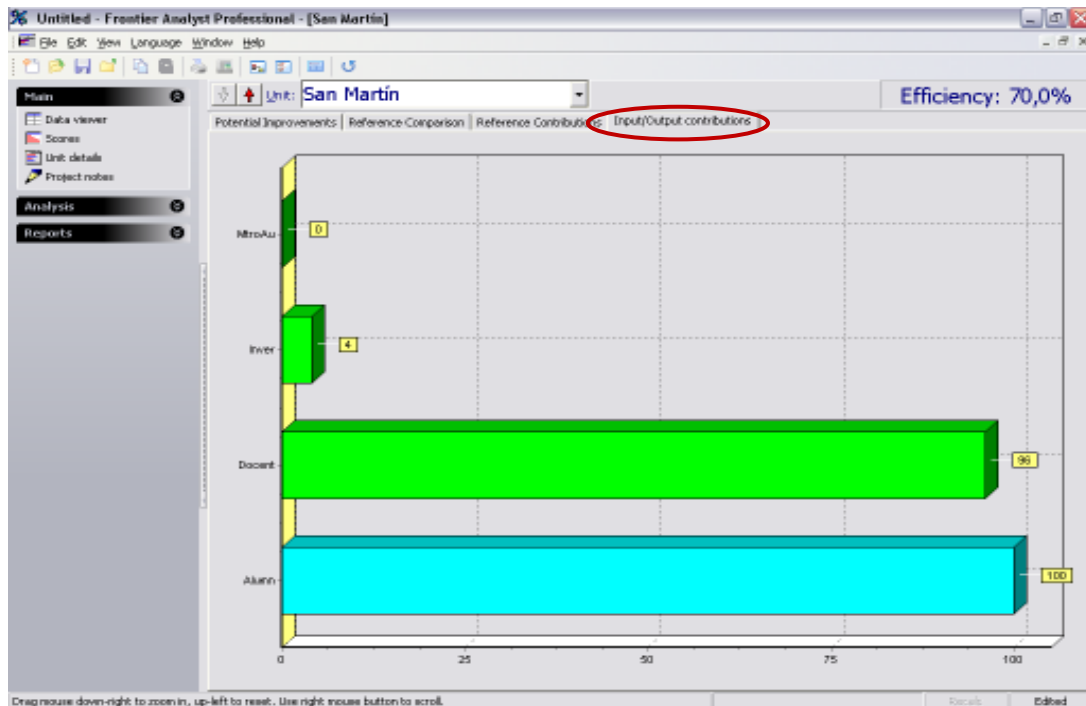 Untitled - Frontier Analyst Professional - [San Martín]
File Edit View Language Window Help
Main
Data viewer
Scores
Unit details
Project notes
Analysis
Reports
Unit: San Martín
Efficiency: 70,0%
Potential Improvements Reference Comparison Reference Contributions Input/Output contributions
MtroAu 0
Inver 4
Docent 96
Alumn 100
0 25 50 75 100
Drag mouse down-right to zoom in, up-left to reset. Use right mouse button to scroll.
Recalc Edited